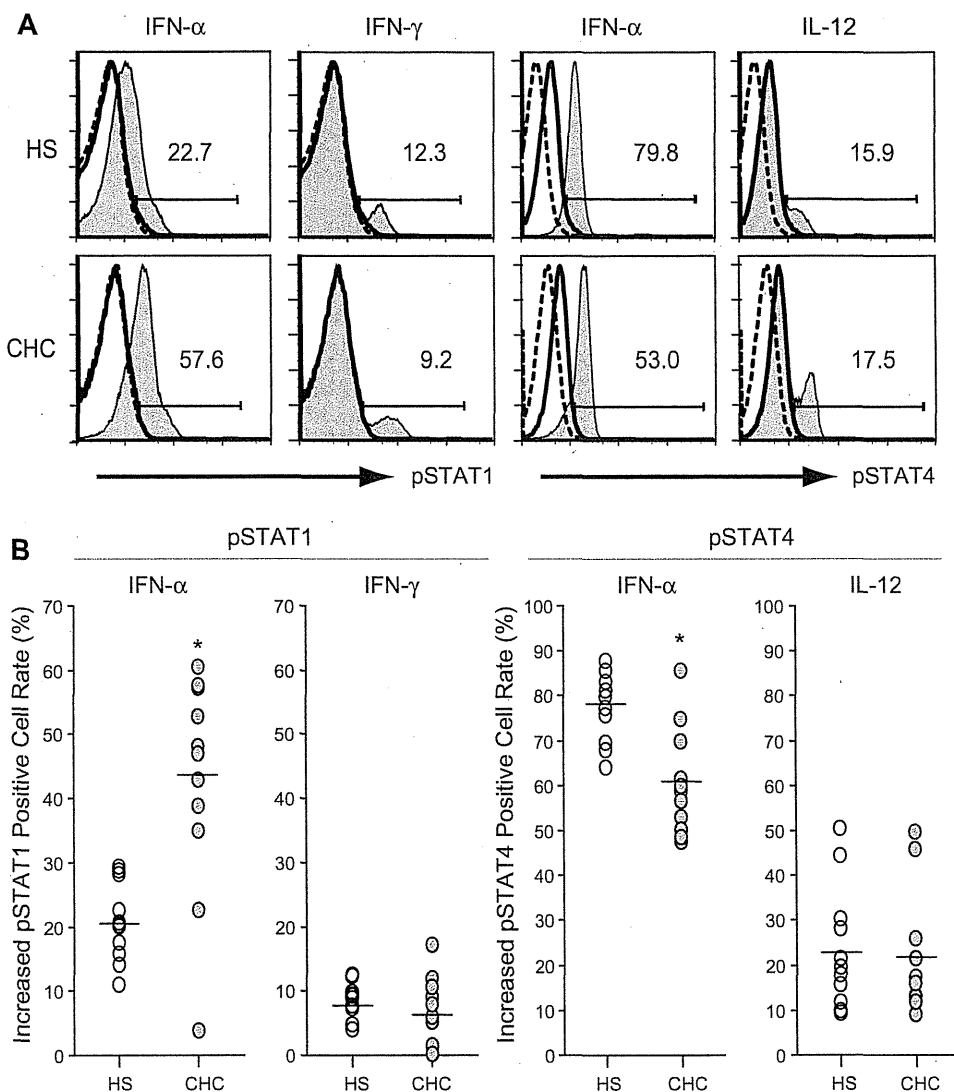 A
IFN-α IFN-γ IFN-α IL-12
HS
22.7 12.3 79.8 15.9
CHC
57.6 9.2 53.0 17.5
pSTAT1 pSTAT4
B
pSTAT1 pSTAT4
IFN-α IFN-γ IFN-α IL-12
Increased pSTAT1 Positive Cell Rate (%)
70
60
50
40
30
20
10
0
*
HS CHC
70
60
50
40
30
20
10
0
HS CHC
Increased pSTAT4 Positive Cell Rate (%)
100
90
80
70
60
50
40
30
20
10
0
*
HS CHC
100
90
80
70
60
50
40
30
20
10
0
HS CHC